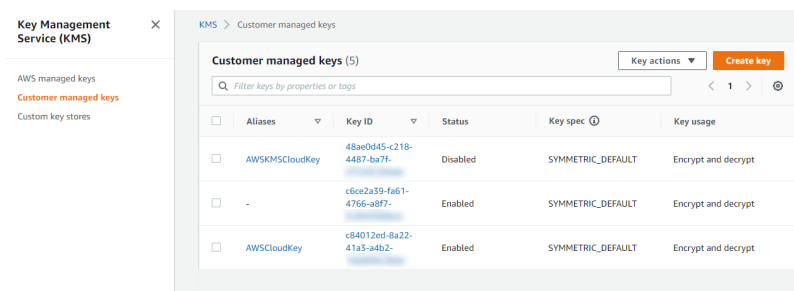 Key Management
Service (KMS)
KMS > Customer managed keys
AWS managed keys
Customer managed keys
Custom key stores
Customer managed keys (5)
Key actions
Create key
Filter keys by properties or tags
1
Aliases
Key ID
Status
Key spec
Key usage
AWSKMSCloudKey
48ae0d45-c218-
4487-ba7f-
Disabled
SYMMETRIC_DEFAULT
Encrypt and decrypt
-
c6ce2a39-fa61-
4766-a8f7-
Enabled
SYMMETRIC_DEFAULT
Encrypt and decrypt
AWSCloudKey
c84012ed-8a22-
41a3-a4b2-
Enabled
SYMMETRIC_DEFAULT
Encrypt and decrypt